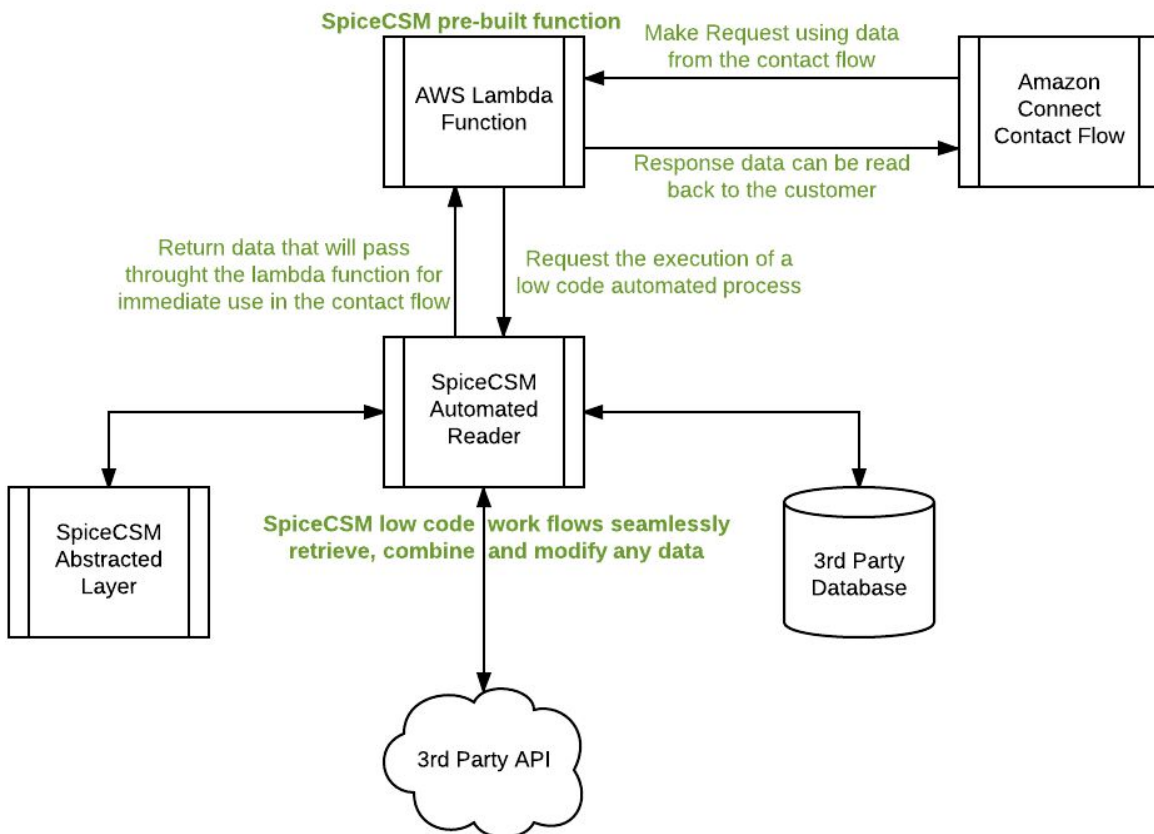 SpiceCSM pre-built function
AWS Lambda
Function
Make Request using data
from the contact flow
Amazon
Connect
Contact Flow
Response data can be read
back to the customer
Return data that will pass
throught the lambda function for
immediate use in the contact flow
Request the execution of a
low code automated process
SpiceCSM
Automated
Reader
SpiceCSM
Abstracted
Layer
SpiceCSM low code work flows seamlessly
retrieve, combine and modify any data
3rd Party
Database
3rd Party API